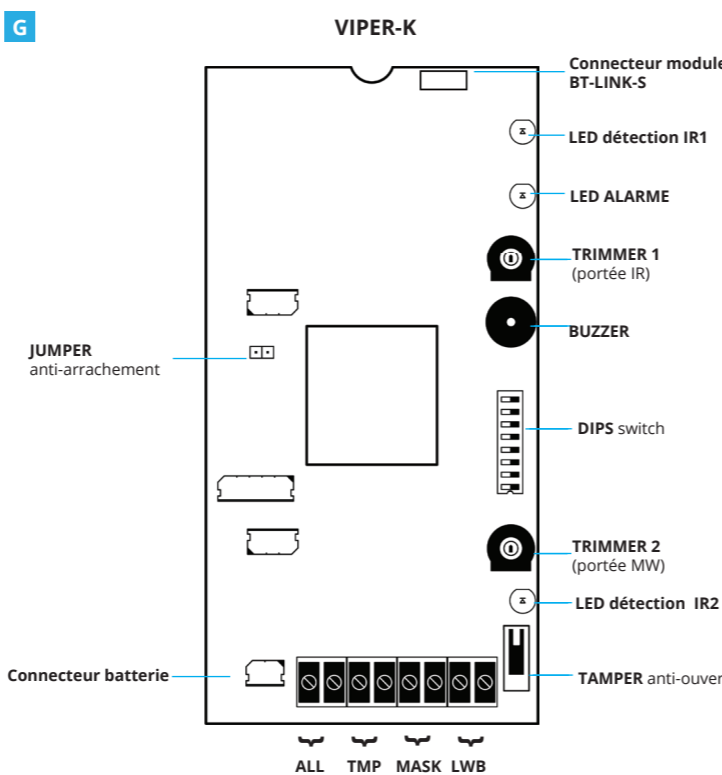 G
VIPER-K
Connecteur module
BT-LINK-S
LED détection IR1
LED ALARME
TRIMMER 1
(portée IR)
BUZZER
JUMPER
anti-arrachement
DIPS switch
TRIMMER 2
(portée MW)
LED détection IR2
Connecteur batterie
TAMPER anti-ouver
ALL TMP MASK LWB